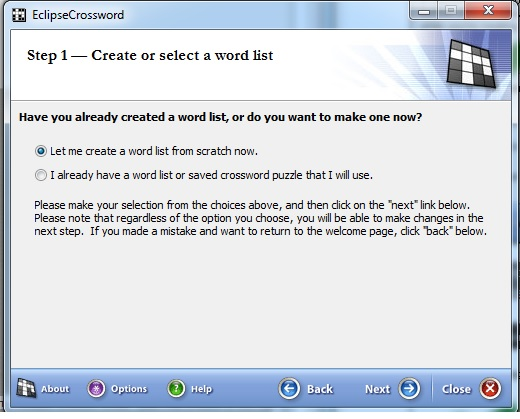 EclipseCrossword
Step 1 — Create or select a word list
Have you already created a word list, or do you want to make one now?
Let me create a word list from scratch now.
I already have a word list or saved crossword puzzle that I will use.
Please make your selection from the choices above, and then click on the "next" link below.
Please note that regardless of the option you choose, you will be able to make changes in the
next step.  If you made a mistake and want to return to the welcome page, click "back" below.
About Options Help Back Next Close